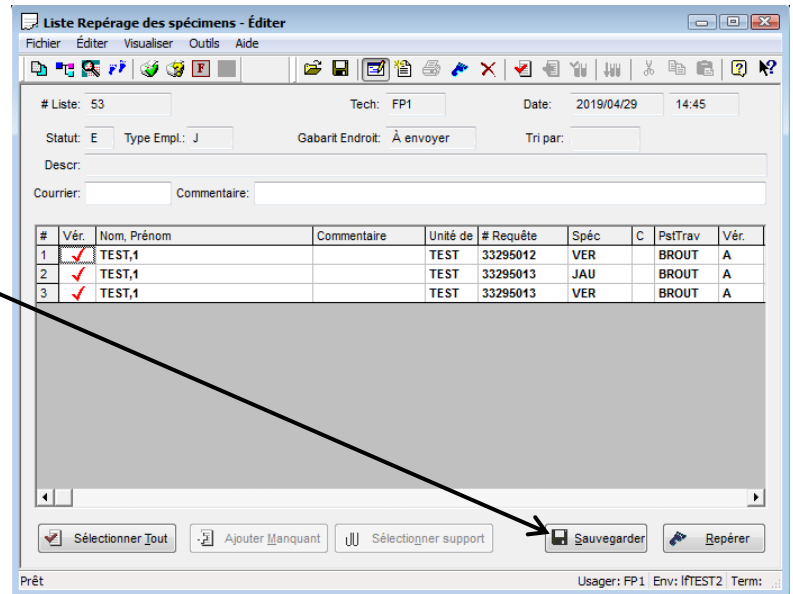 Liste Repérage des spécimens - Éditer
Fichier Éditer Visualiser Outils Aide
F
# Liste: 53 Tech: FP1 Date: 2019/04/29 14:45
Statut: E Type Empl.: J Gabarit Endroit: À envoyer Tri par:
Descr:
Courrier: Commentaire:
# Vér. Nom, Prénom Commentaire Unité de # Requête Spéc C PstTrav Vér.
1 TEST,1 TEST 33295012 VER BROUT A
2 TEST,1 TEST 33295013 JAU BROUT A
3 TEST,1 TEST 33295013 VER BROUT A
Sélectionner Tout Ajouter Manquant Sélectionner support Sauvegarder Repérer
Prêt Usager: FP1 Env: lfTEST2 Term: